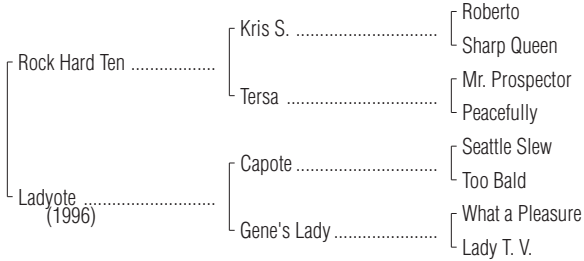 Roberto
Kris S. ....................................
Sharp Queen
Rock Hard Ten ...................
Mr. Prospector
Tersa ......................................
Peacefully
Seattle Slew
Capote ....................................
Too Bald
Ladyote .................................
(1996)
What a Pleasure
Gene's Lady ..........................
Lady T. V.